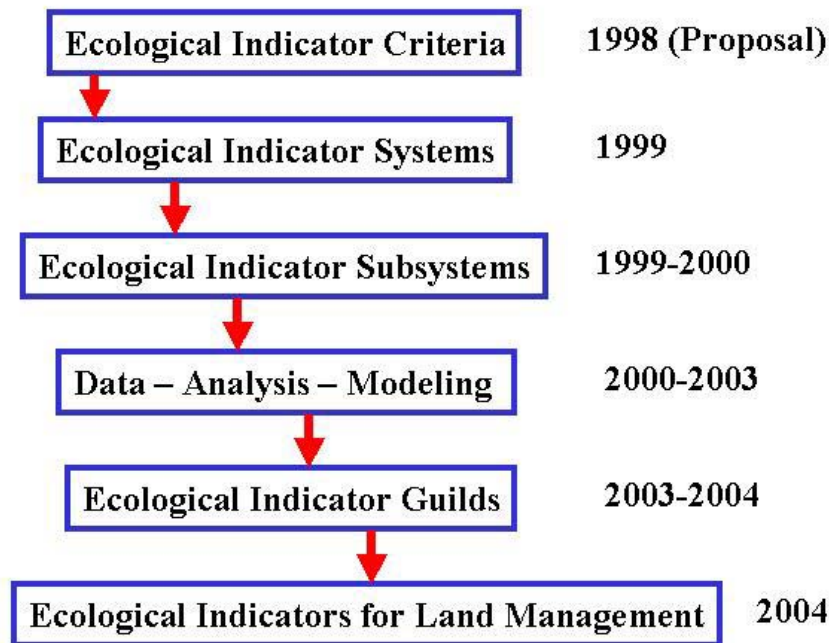 Ecological Indicator Criteria 1998 (Proposal)
Ecological Indicator Systems 1999
Ecological Indicator Subsystems 1999-2000
Data – Analysis – Modeling 2000-2003
Ecological Indicator Guilds 2003-2004
Ecological Indicators for Land Management 2004